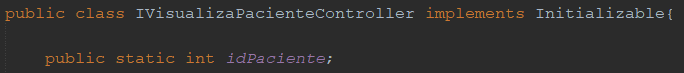 public class IVisualizaPacienteController implements Initializable{
public static int idPaciente;